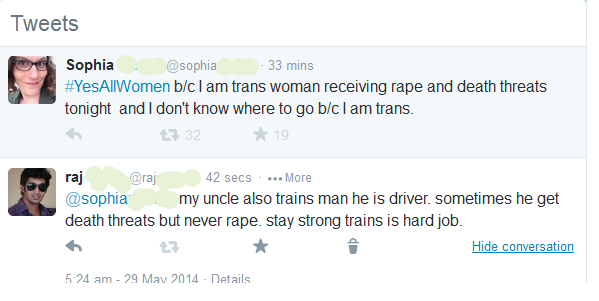 Tweets
Sophia @sophia · 33 mins
#YesAllWomen b/c I am trans woman receiving rape and death threats
tonight and I don't know where to go b/c I am trans.
32 19
raj @raj 42 secs · ••• More
@sophia my uncle also trains man he is driver. sometimes he get
death threats but never rape. stay strong trains is hard job.
Hide conversation
5:24 am - 29 May 2014 · Details